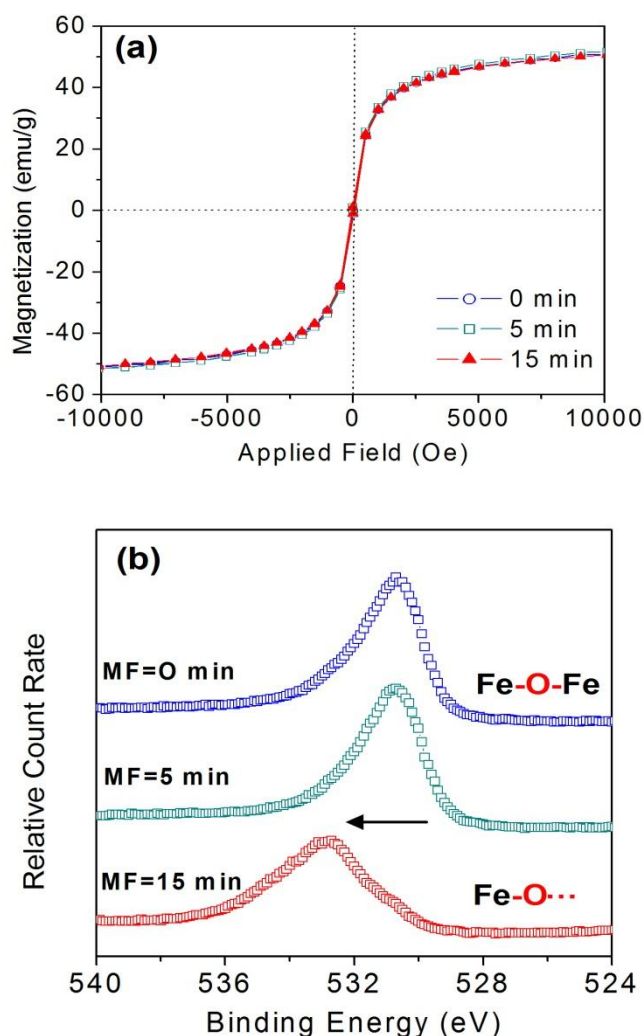 (a)
60
40
20
0
-20
-40
-60
Magnetization (emu/g)
0 min
5 min
15 min
-10000 -5000 0 5000 10000
Applied Field (Oe)
(b)
Relative Count Rate
MF=O min
Fe-O-Fe
MF=5 min
MF=15 min
Fe-O···
540 536 532 528 524
Binding Energy (eV)